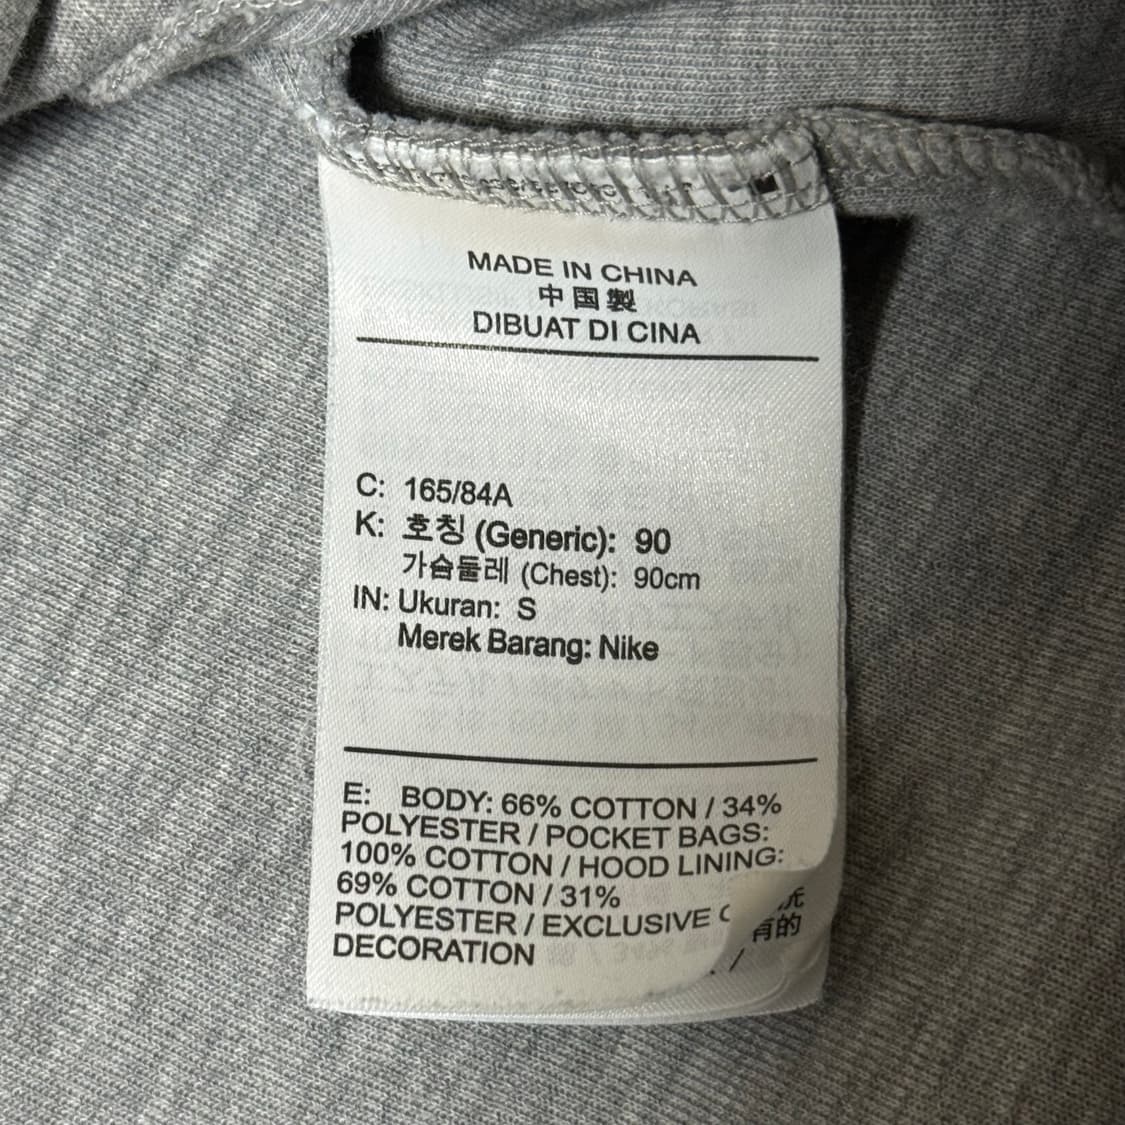 MADE IN CHINA
中国製
DIBUAT DI CINA
C: 165/84A
K: 호칭 (Generic): 90
가슴둘레 (Chest): 90cm
IN: Ukuran: S
Merek Barang: Nike
E: BODY: 66% COTTON / 34%
POLYESTER / POCKET BAGS:
100% COTTON / HOOD LINING:
69% COTTON / 31%
POLYESTER / EXCLUSIVE
DECORATION
有的
/